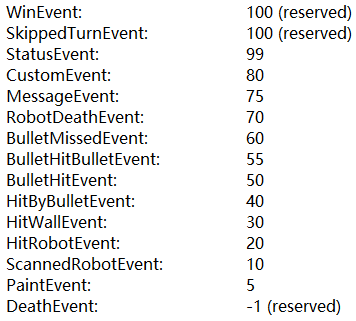 WinEvent: 100 (reserved)
SkippedTurnEvent: 100 (reserved)
StatusEvent: 99
CustomEvent: 80
MessageEvent: 75
RobotDeathEvent: 70
BulletMissedEvent: 60
BulletHitBulletEvent: 55
BulletHitEvent: 50
HitByBulletEvent: 40
HitWallEvent: 30
HitRobotEvent: 20
ScannedRobotEvent: 10
PaintEvent: 5
DeathEvent: -1 (reserved)